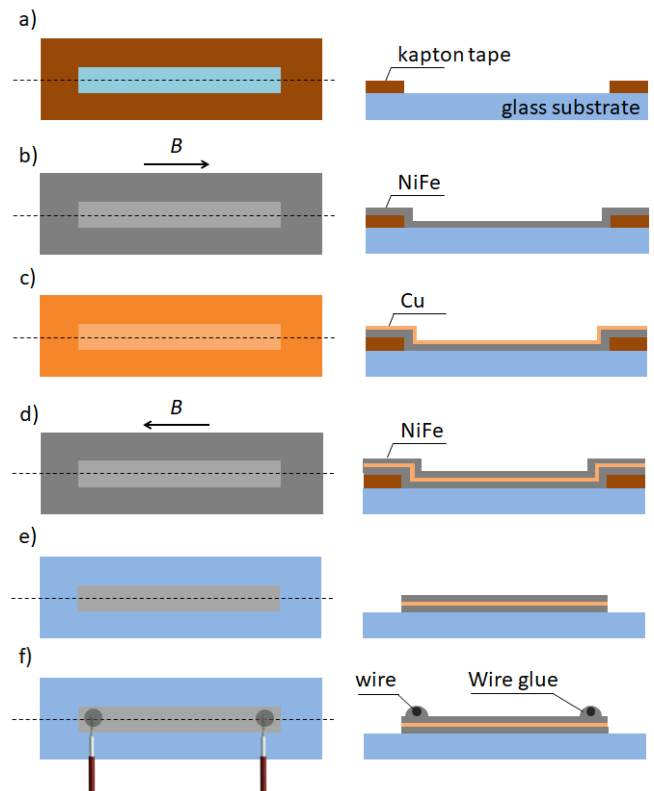 a)
kapton tape
glass substrate
b)
B
NiFe
c)
Cu
d)
B
NiFe
e)
f)
wire
Wire glue